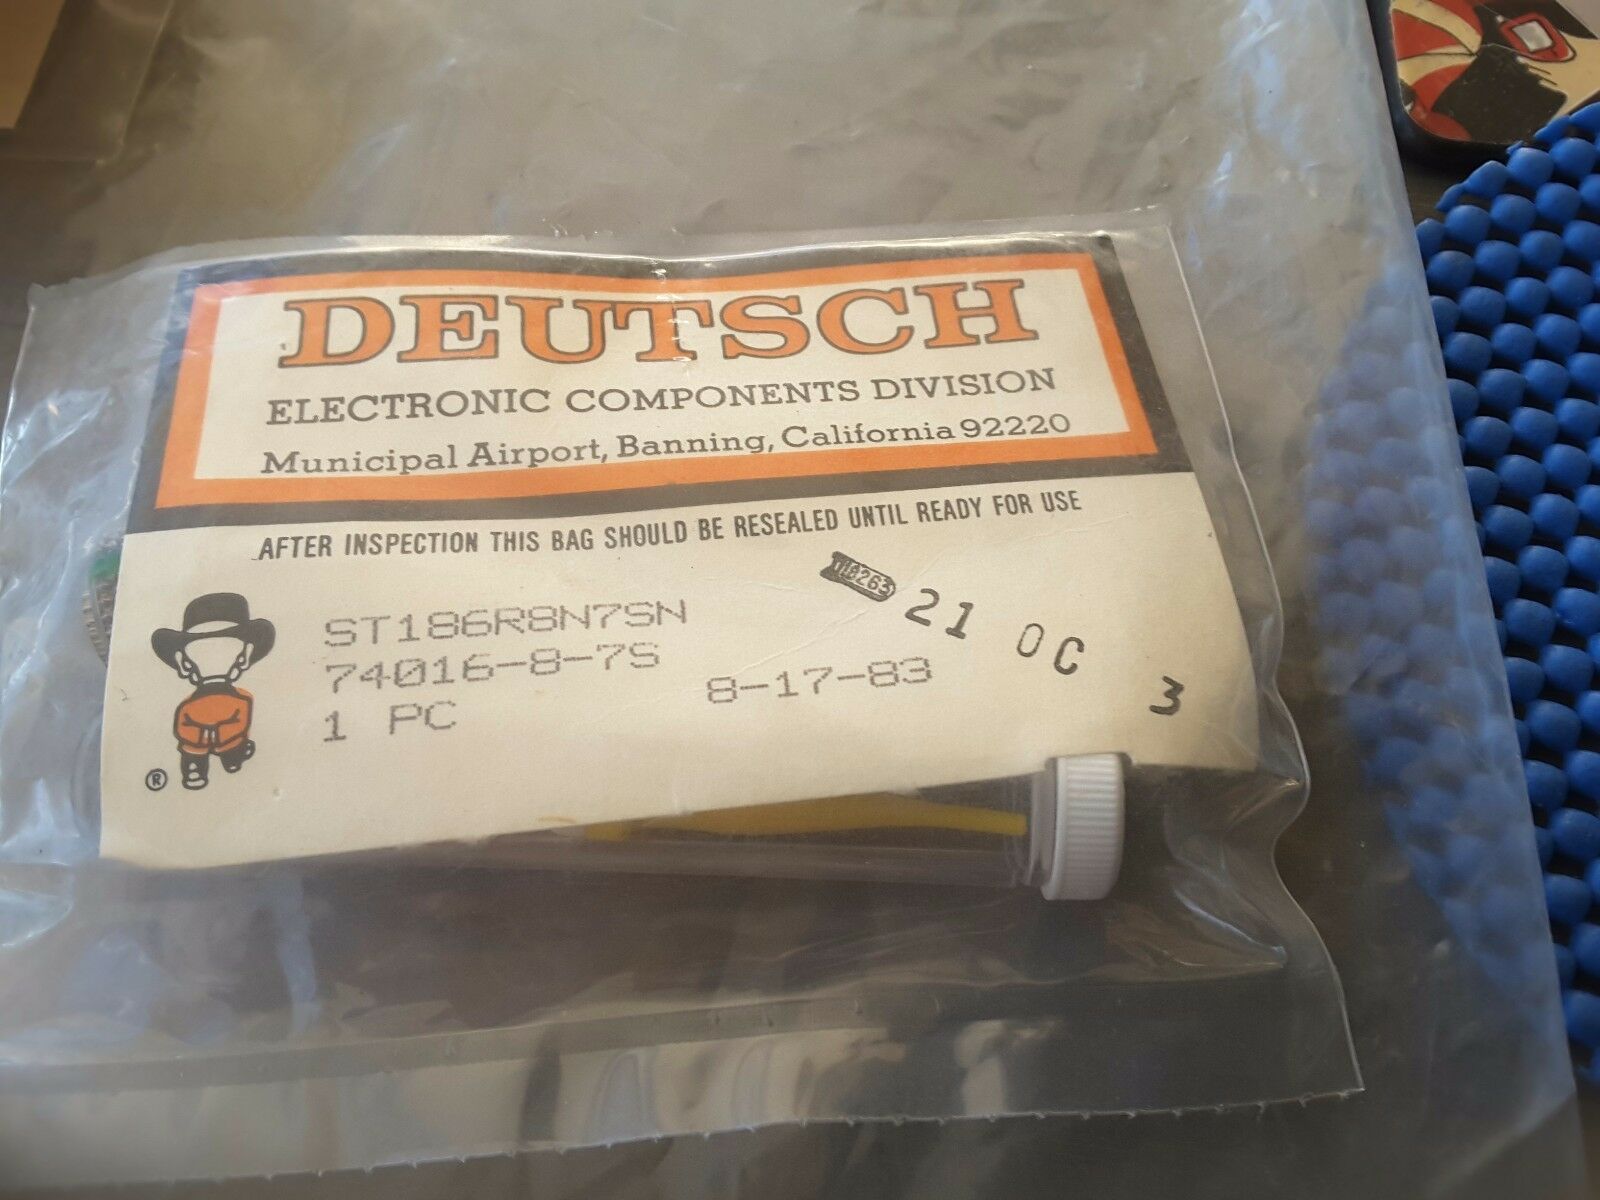 DEUTSCH
ELECTRONIC COMPONENTS DIVISION
Municipal Airport, Banning, California 92220
AFTER INSPECTION THIS BAG SHOULD BE RESEALED UNTIL READY FOR USE
ST186R8N7SN
74016-8-7S
1 PC
8-17-83
21 OC 3
®